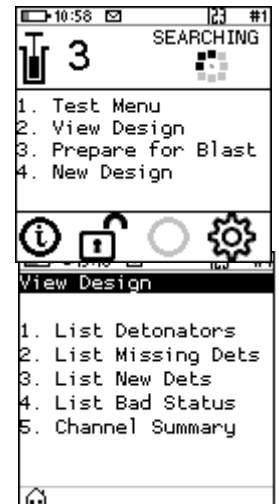 10:58 123 #1
3 SEARCHING
1. Test Menu
2. View Design
3. Prepare for Blast
4. New Design
View Design
1. List Detonators
2. List Missing Dets
3. List New Dets
4. List Bad Status
5. Channel Summary